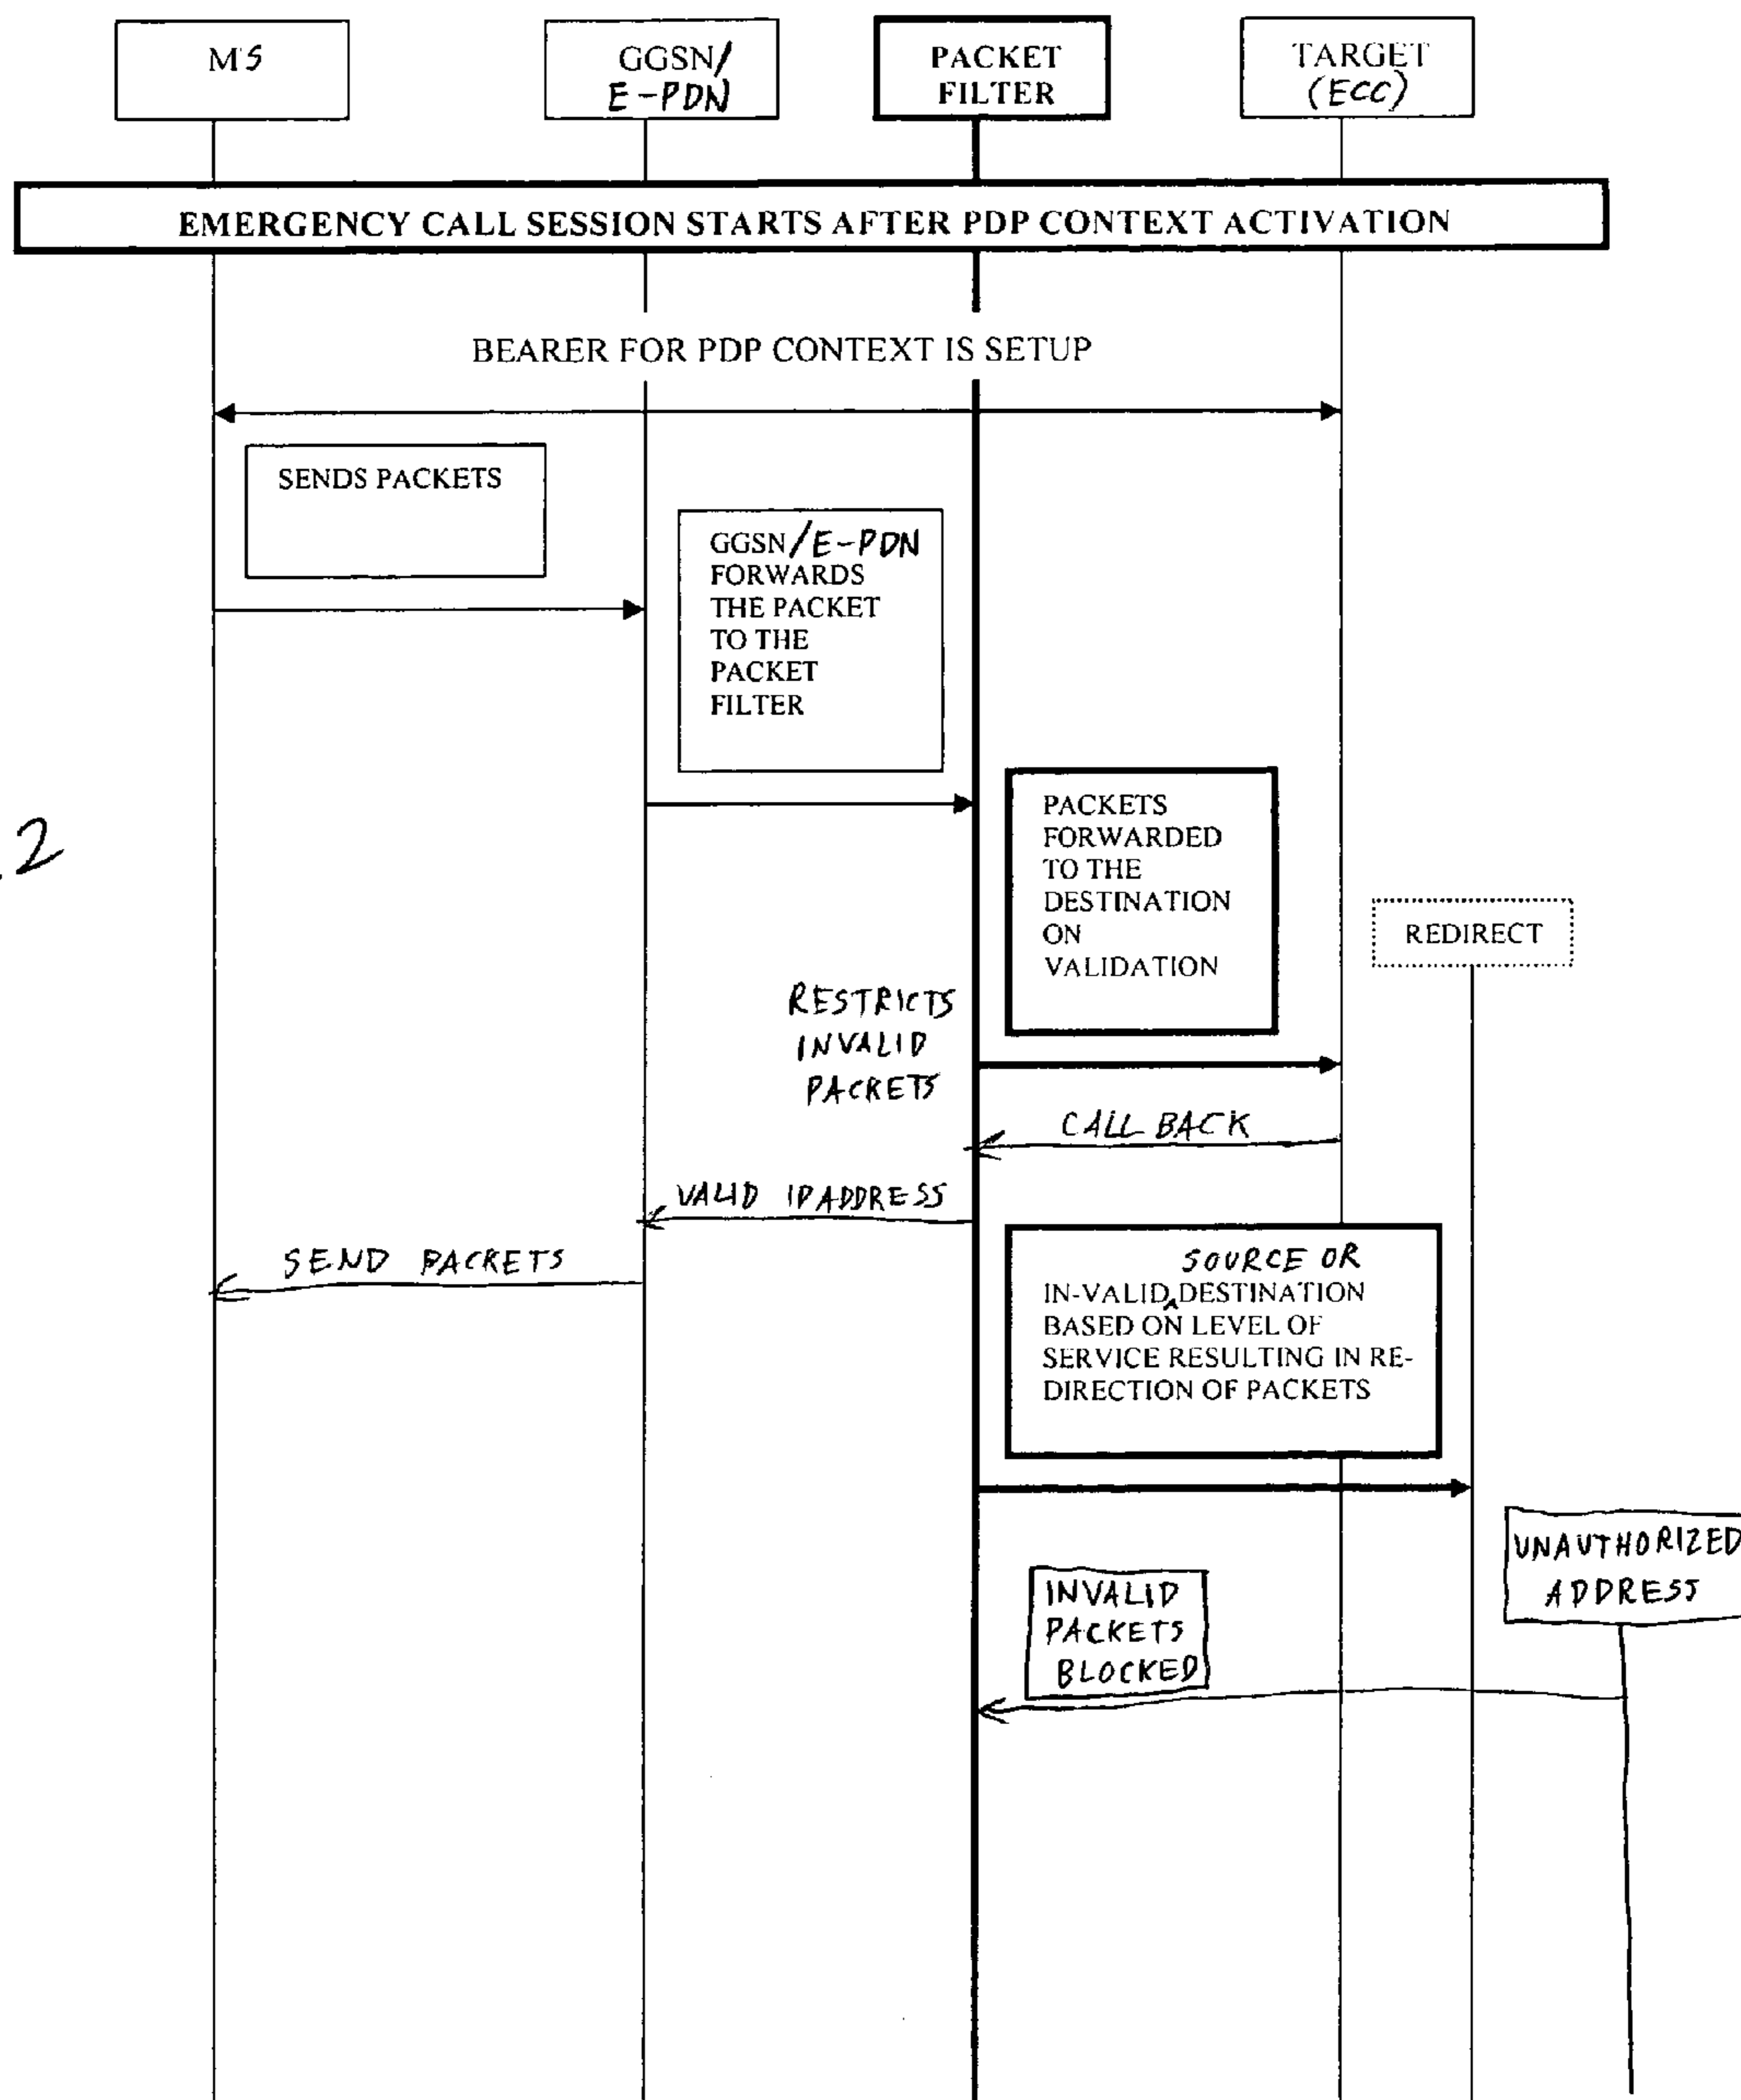 MS
GGSN/
E-PDN
PACKET
FILTER
TARGET
(ECC)
EMERGENCY CALL SESSION STARTS AFTER PDP CONTEXT ACTIVATION
BEARER FOR PDP CONTEXT IS SETUP
SENDS PACKETS
GGSN/E-PDN
FORWARDS
THE PACKET
TO THE
PACKET
FILTER
.2
PACKETS
FORWARDED
TO THE
DESTINATION
ON
VALIDATION
REDIRECT
RESTRICTS
INVALID
PACKETS
CALL BACK
VALID IP ADDRESS
SEND PACKETS
SOURCE OR
IN-VALID DESTINATION
BASED ON LEVEL OF
SERVICE RESULTING IN RE-
DIRECTION OF PACKETS
UNAUTHORIZED
ADDRESS
INVALID
PACKETS
BLOCKED